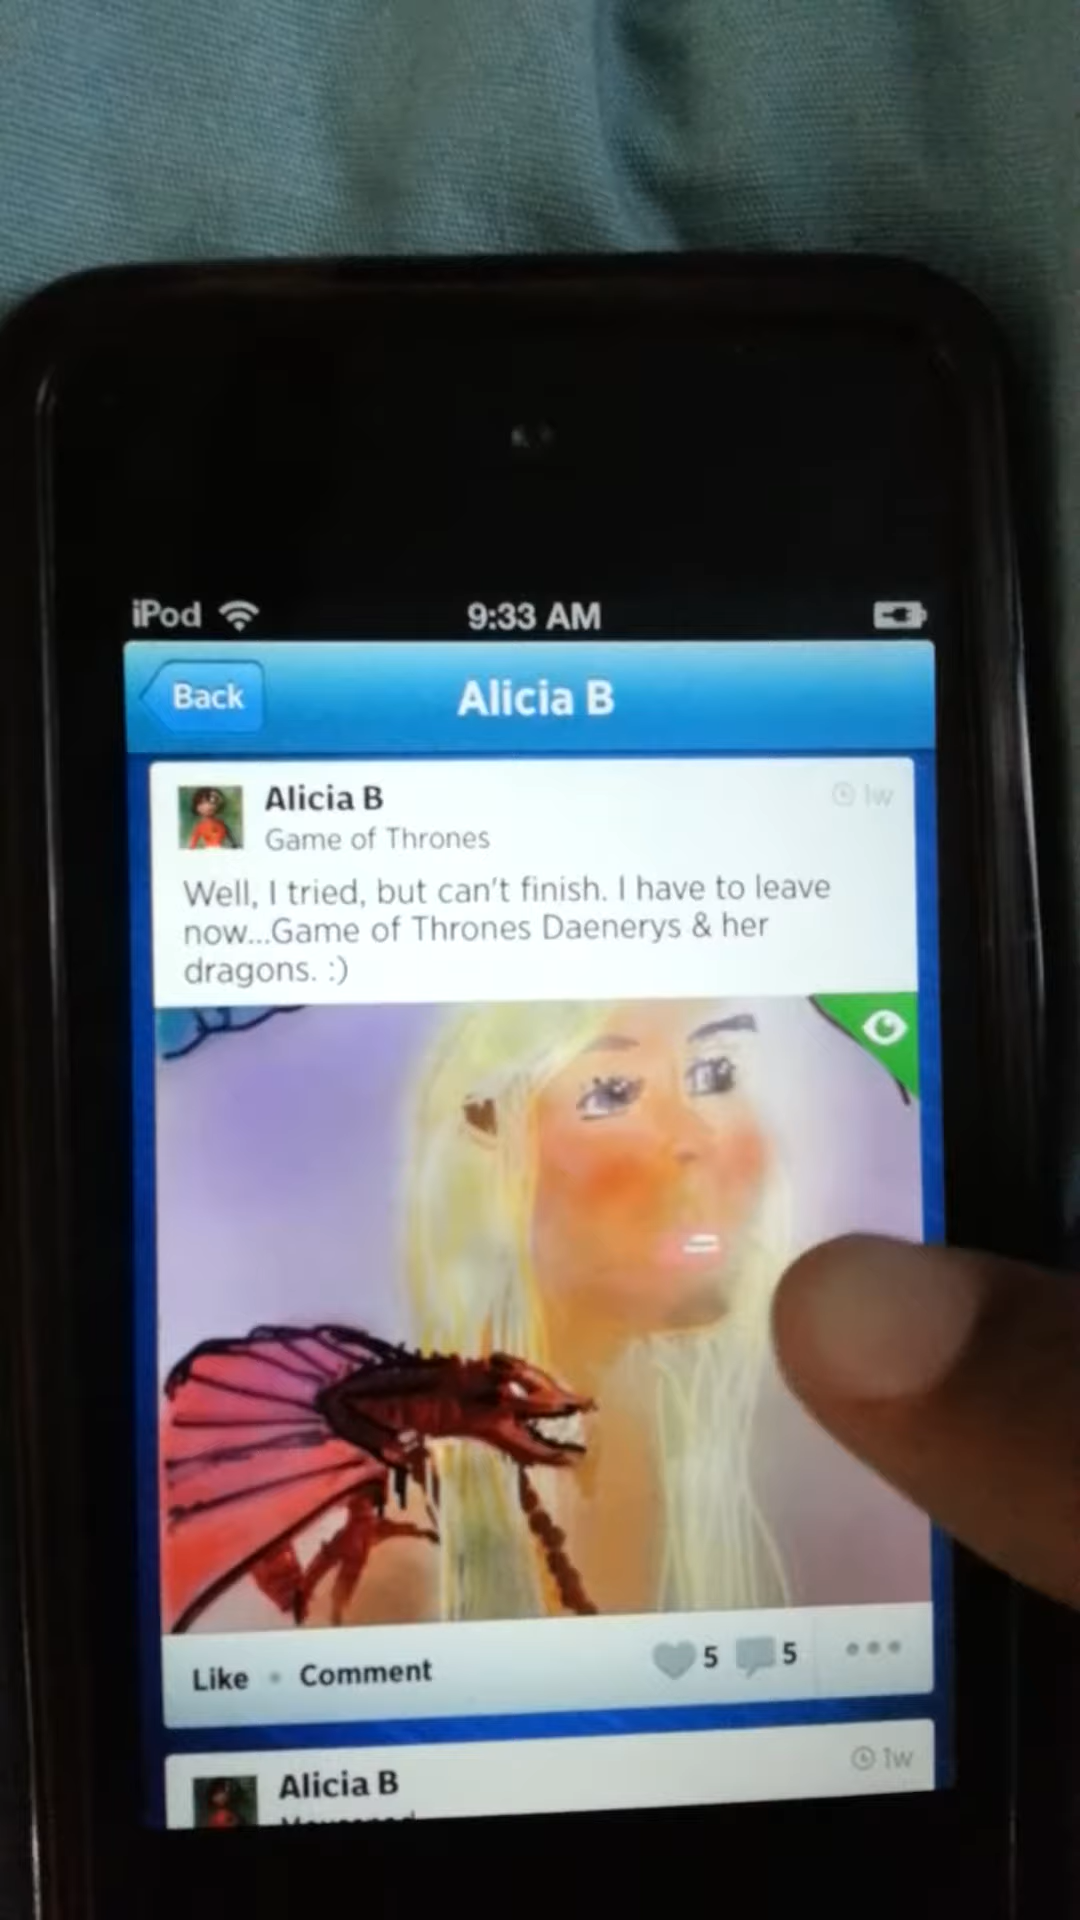 iPod 9:33 AM
Back Alicia B
Alicia B 1w
Game of Thrones
Well, I tried, but can't finish. I have to leave
now...Game of Thrones Daenerys & her
dragons. :)
Like • Comment 5 5 •••
Alicia B 1w